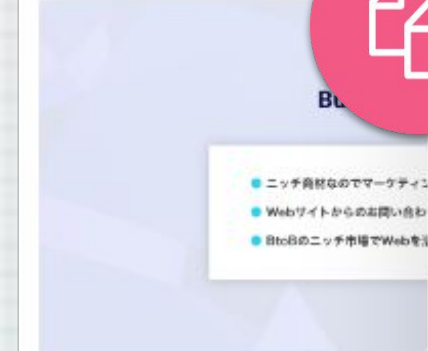 Bu
ニッチ商材なのでマーケティン
Webサイトからのお問い合わ
BtoBのニッチ市場でWebを活